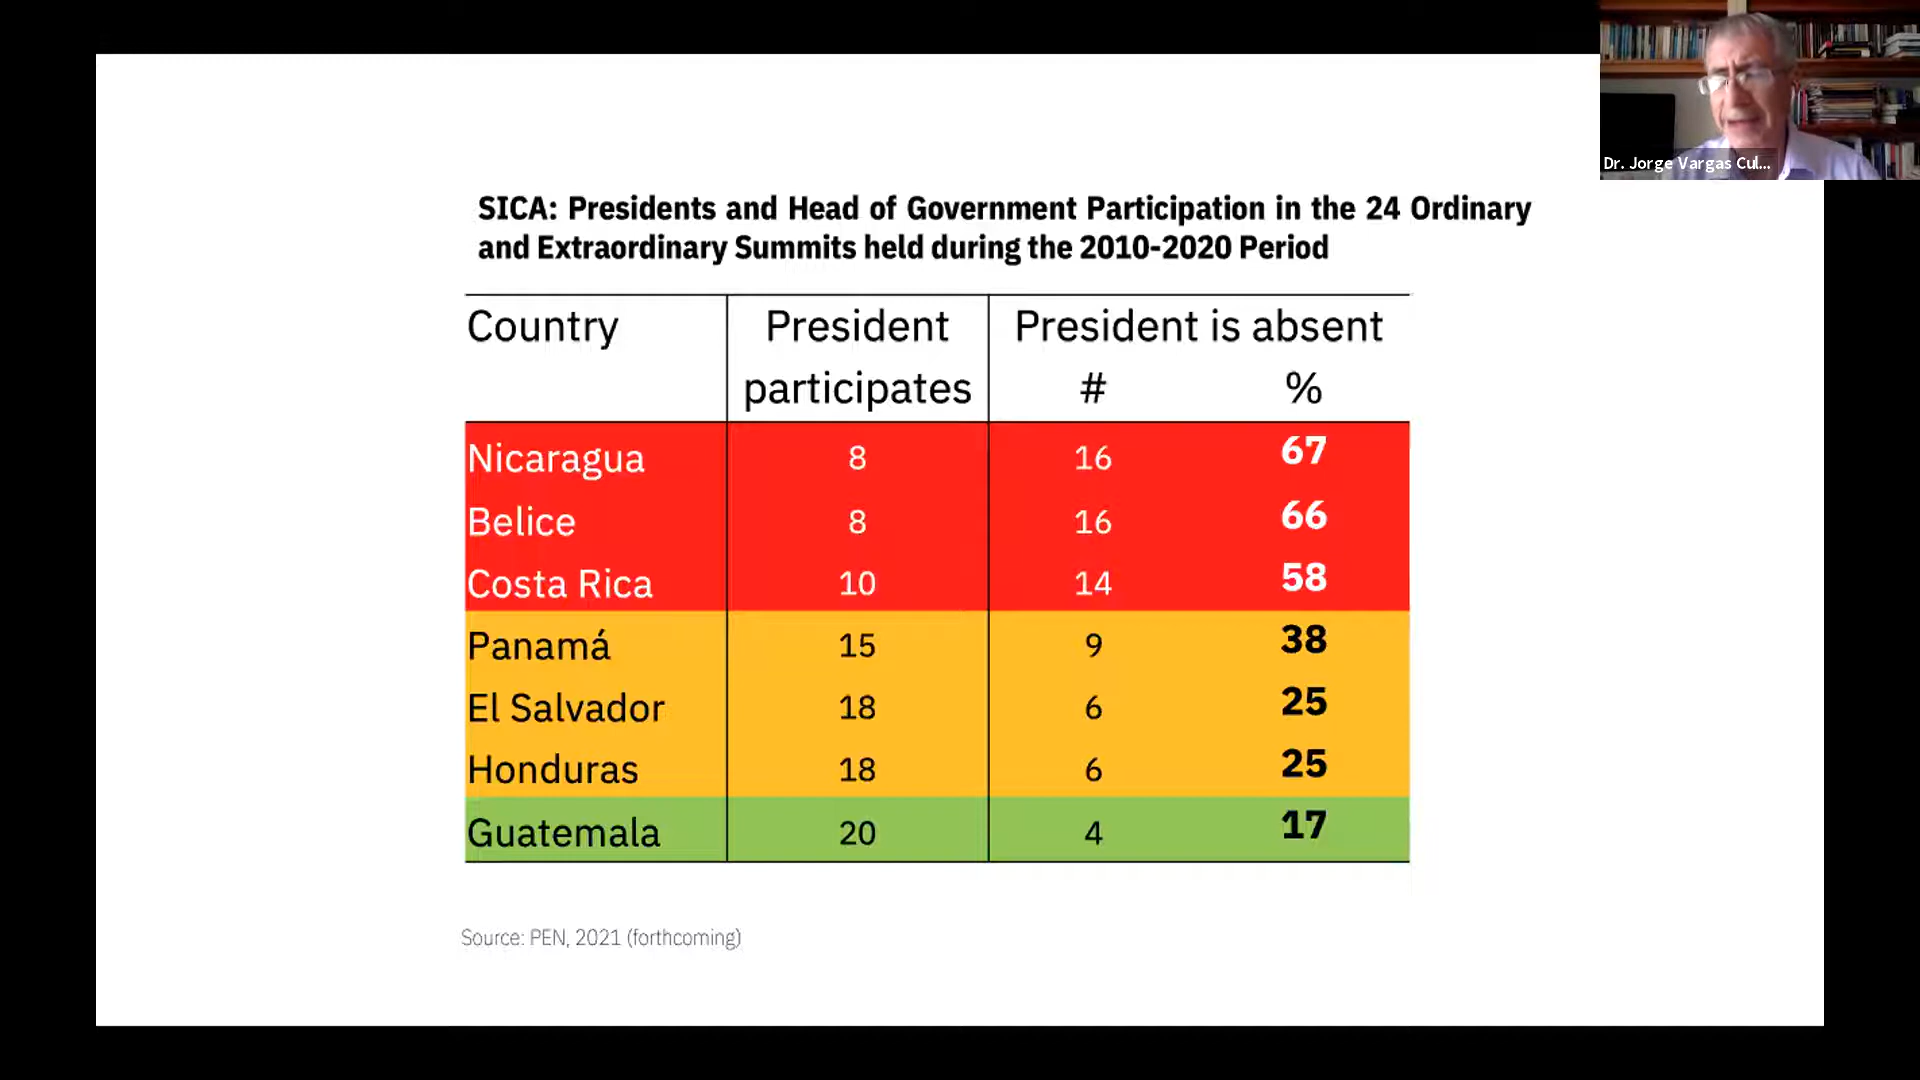 Dr. Jorge Vargas Cul...
SICA: Presidents and Head of Government Participation in the 24 Ordinary
and Extraordinary Summits held during the 2010-2020 Period
Country President President is absent
participates # %
Nicaragua 8 16 67
Belice 8 16 66
Costa Rica 10 14 58
Panamá 15 9 38
El Salvador 18 6 25
Honduras 18 6 25
Guatemala 20 4 17
Source: PEN, 2021 (forthcoming)